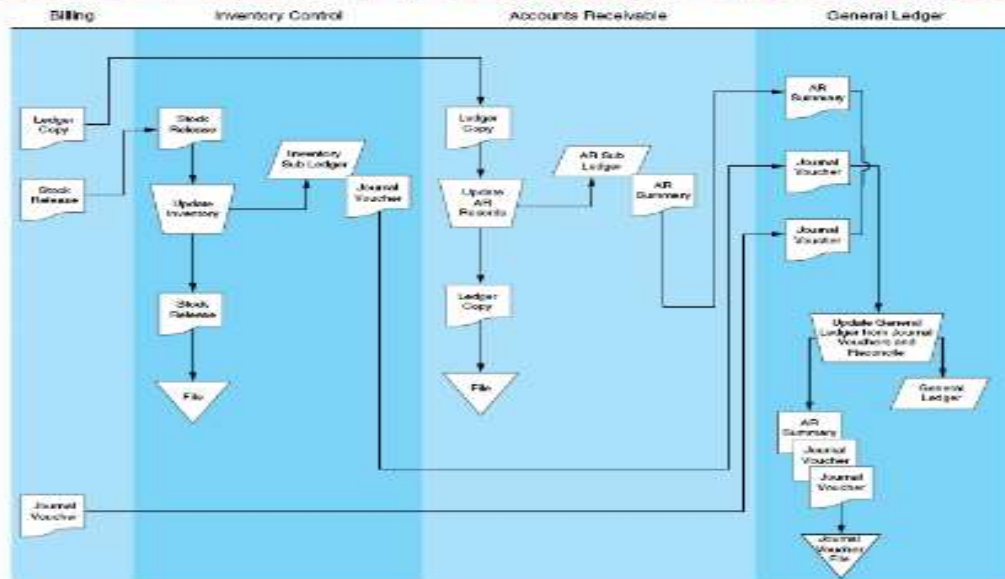 Billing
Inventory Control
Accounts Receivable
General Ledger
Ledger
Copy
Stock
Release
Stock
Release
Update
Inventory
Inventory
Sub Ledger
Journal
Voucher
Stock
Release
File
Journal
Voucher
Ledger
Copy
Update
AR
Records
AR Sub
Ledger
AR
Summary
Ledger
Copy
File
AR
Summary
Journal
Voucher
Journal
Voucher
Update General
Ledger from Journal
Vouchers and
Reconcile
General
Ledger
AR
Summary
Journal
Voucher
Journal
Voucher
Journal
Voucher
File